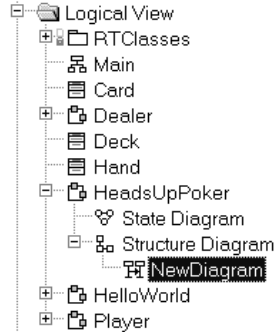 Logical View
RTClasses
Main
Card
Dealer
Deck
Hand
HeadsUpPoker
State Diagram
Structure Diagram
NewDiagram
HelloWorld
Player